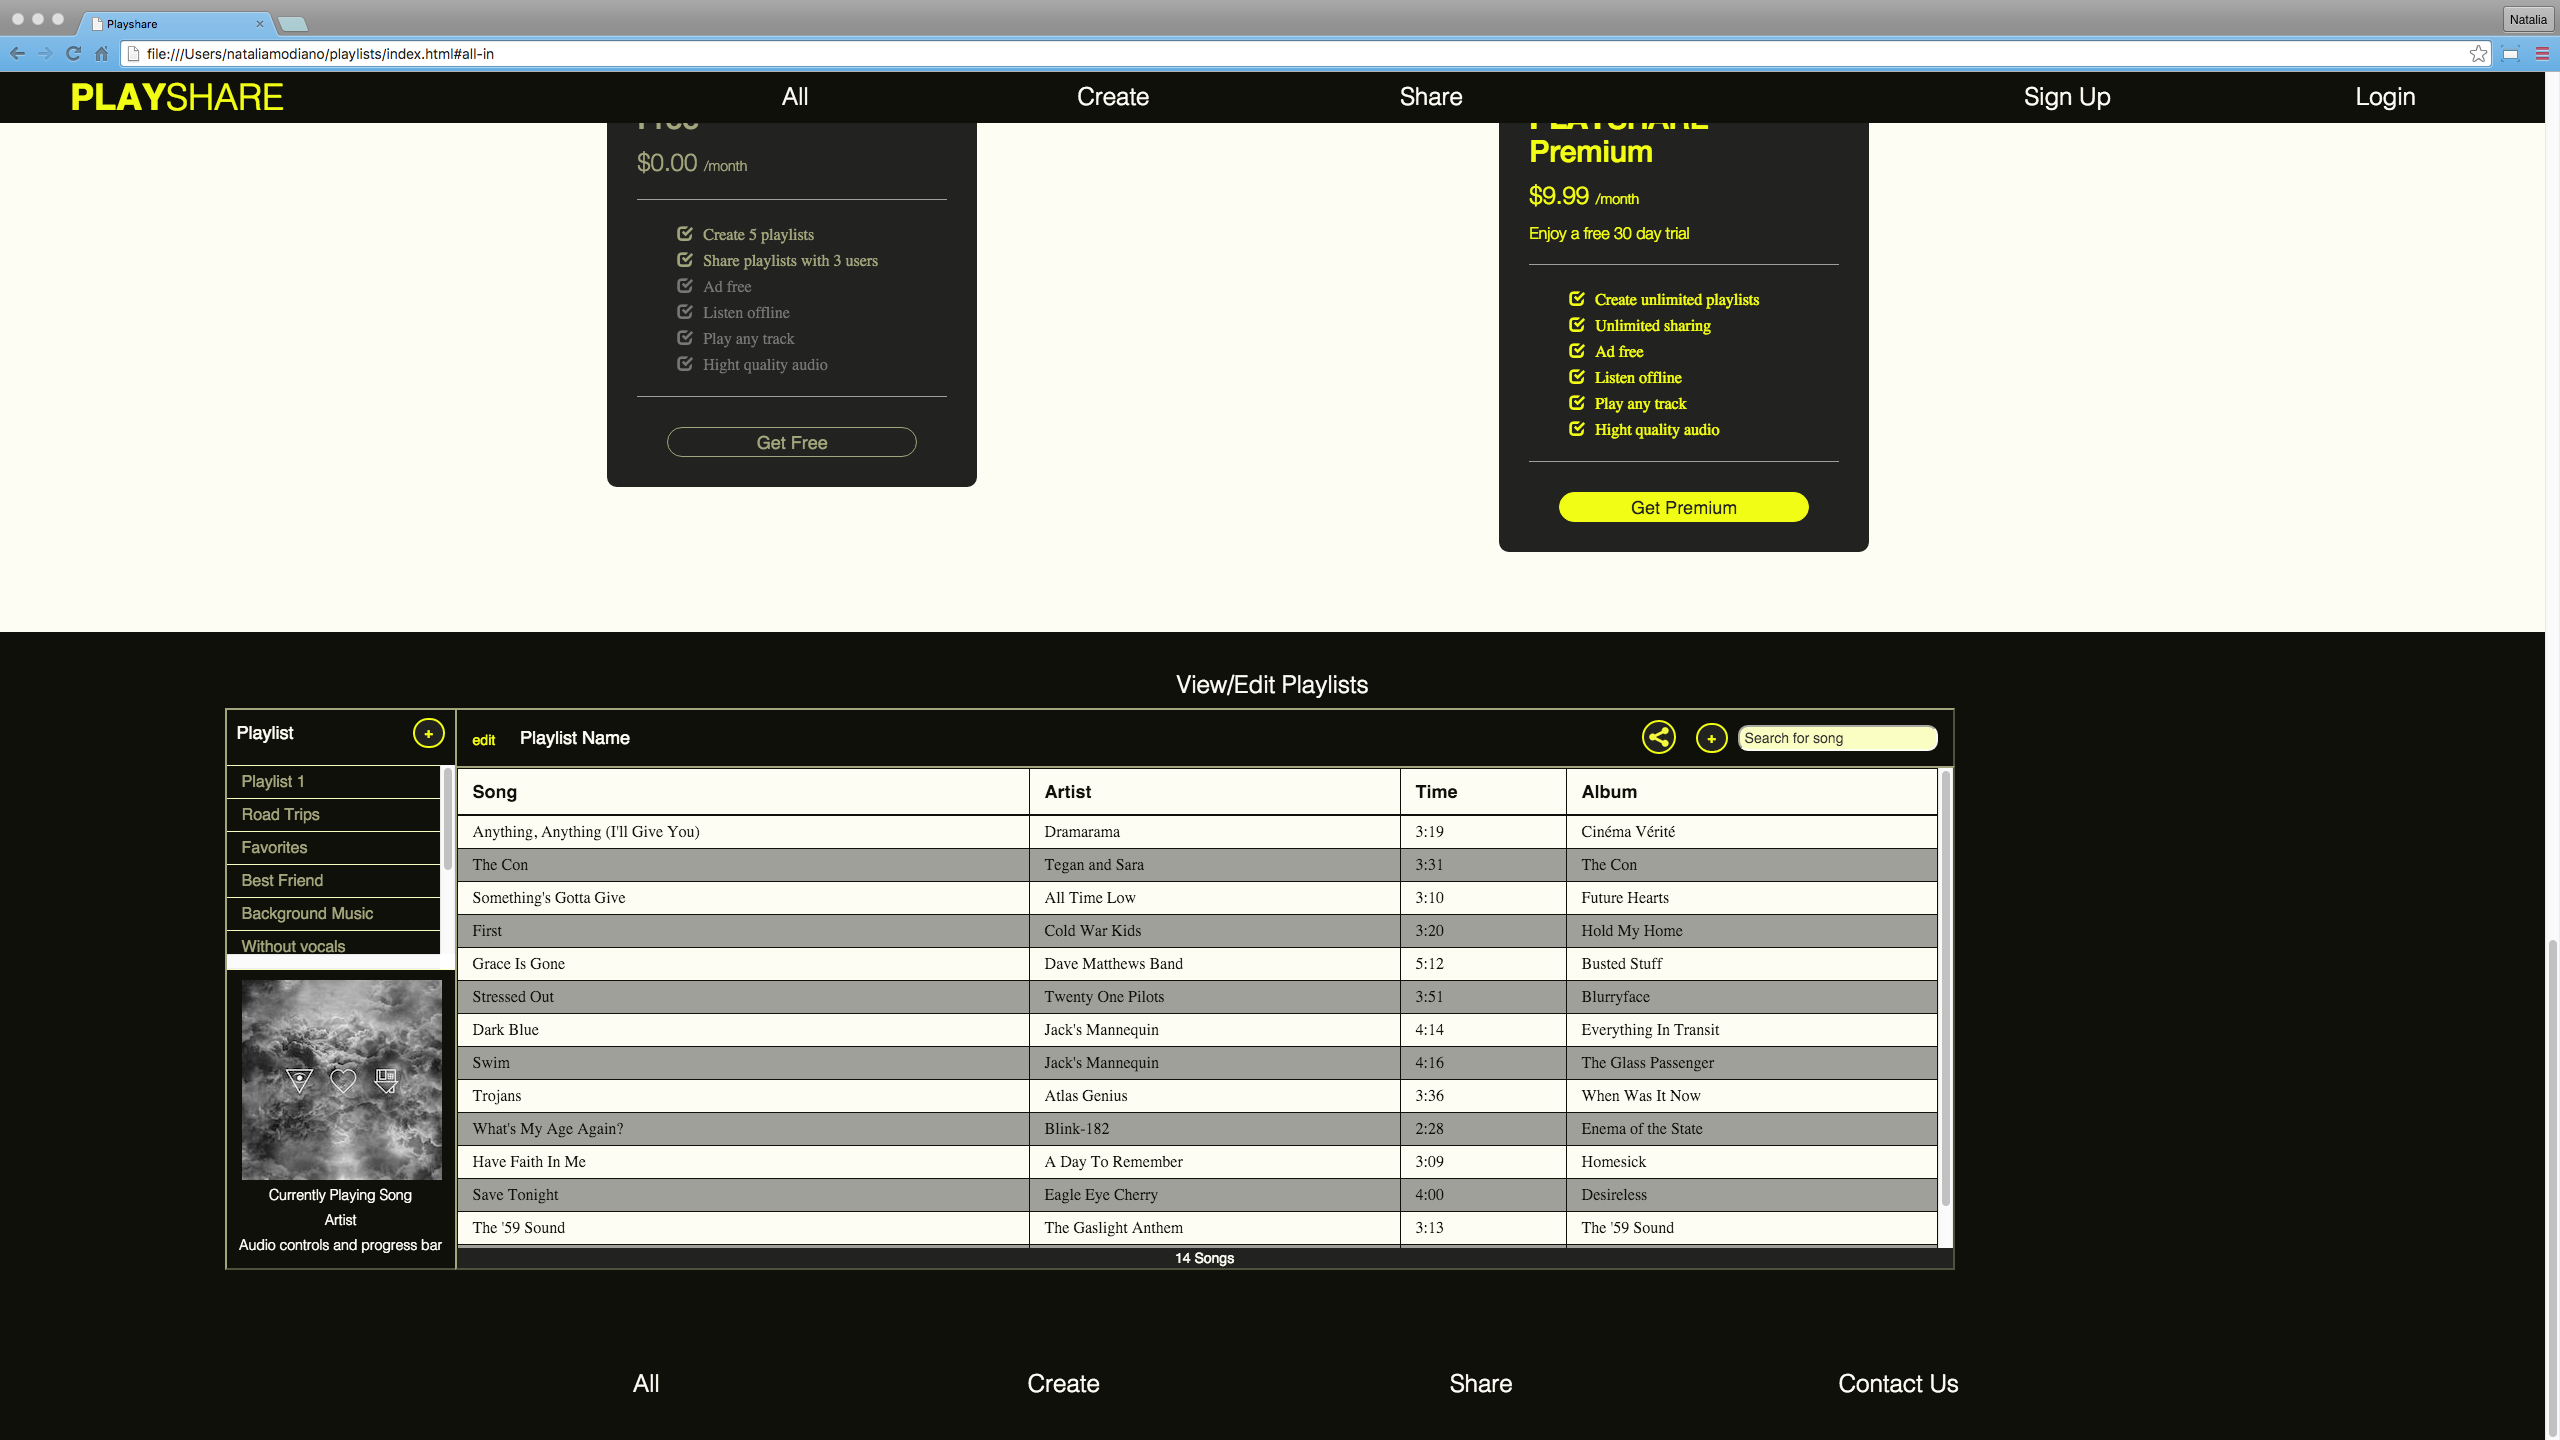 Playshare
Natalia
file:///Users/nataliamodiano/playlists/index.html#all-in
PLAYSHARE All Create Share Sign Up Login
Free
$0.00 /month
Create 5 playlists
Share playlists with 3 users
Ad free
Listen offline
Play any track
Hight quality audio
Get Free
PLAYSHARE
Premium
$9.99 /month
Enjoy a free 30 day trial
Create unlimited playlists
Unlimited sharing
Ad free
Listen offline
Play any track
Hight quality audio
Get Premium
View/Edit Playlists
Playlist +
Playlist 1
Road Trips
Favorites
Best Friend
Background Music
Without vocals
Currently Playing Song
Artist
Audio controls and progress bar
edit Playlist Name + Search for song
Song Artist Time Album
Anything, Anything (I'll Give You) Dramarama 3:19 Cinéma Vérité
The Con Tegan and Sara 3:31 The Con
Something's Gotta Give All Time Low 3:10 Future Hearts
First Cold War Kids 3:20 Hold My Home
Grace Is Gone Dave Matthews Band 5:12 Busted Stuff
Stressed Out Twenty One Pilots 3:51 Blurryface
Dark Blue Jack's Mannequin 4:14 Everything In Transit
Swim Jack's Mannequin 4:16 The Glass Passenger
Trojans Atlas Genius 3:36 When Was It Now
What's My Age Again? Blink-182 2:28 Enema of the State
Have Faith In Me A Day To Remember 3:09 Homesick
Save Tonight Eagle Eye Cherry 4:00 Desireless
The '59 Sound The Gaslight Anthem 3:13 The '59 Sound
14 Songs
All Create Share Contact Us